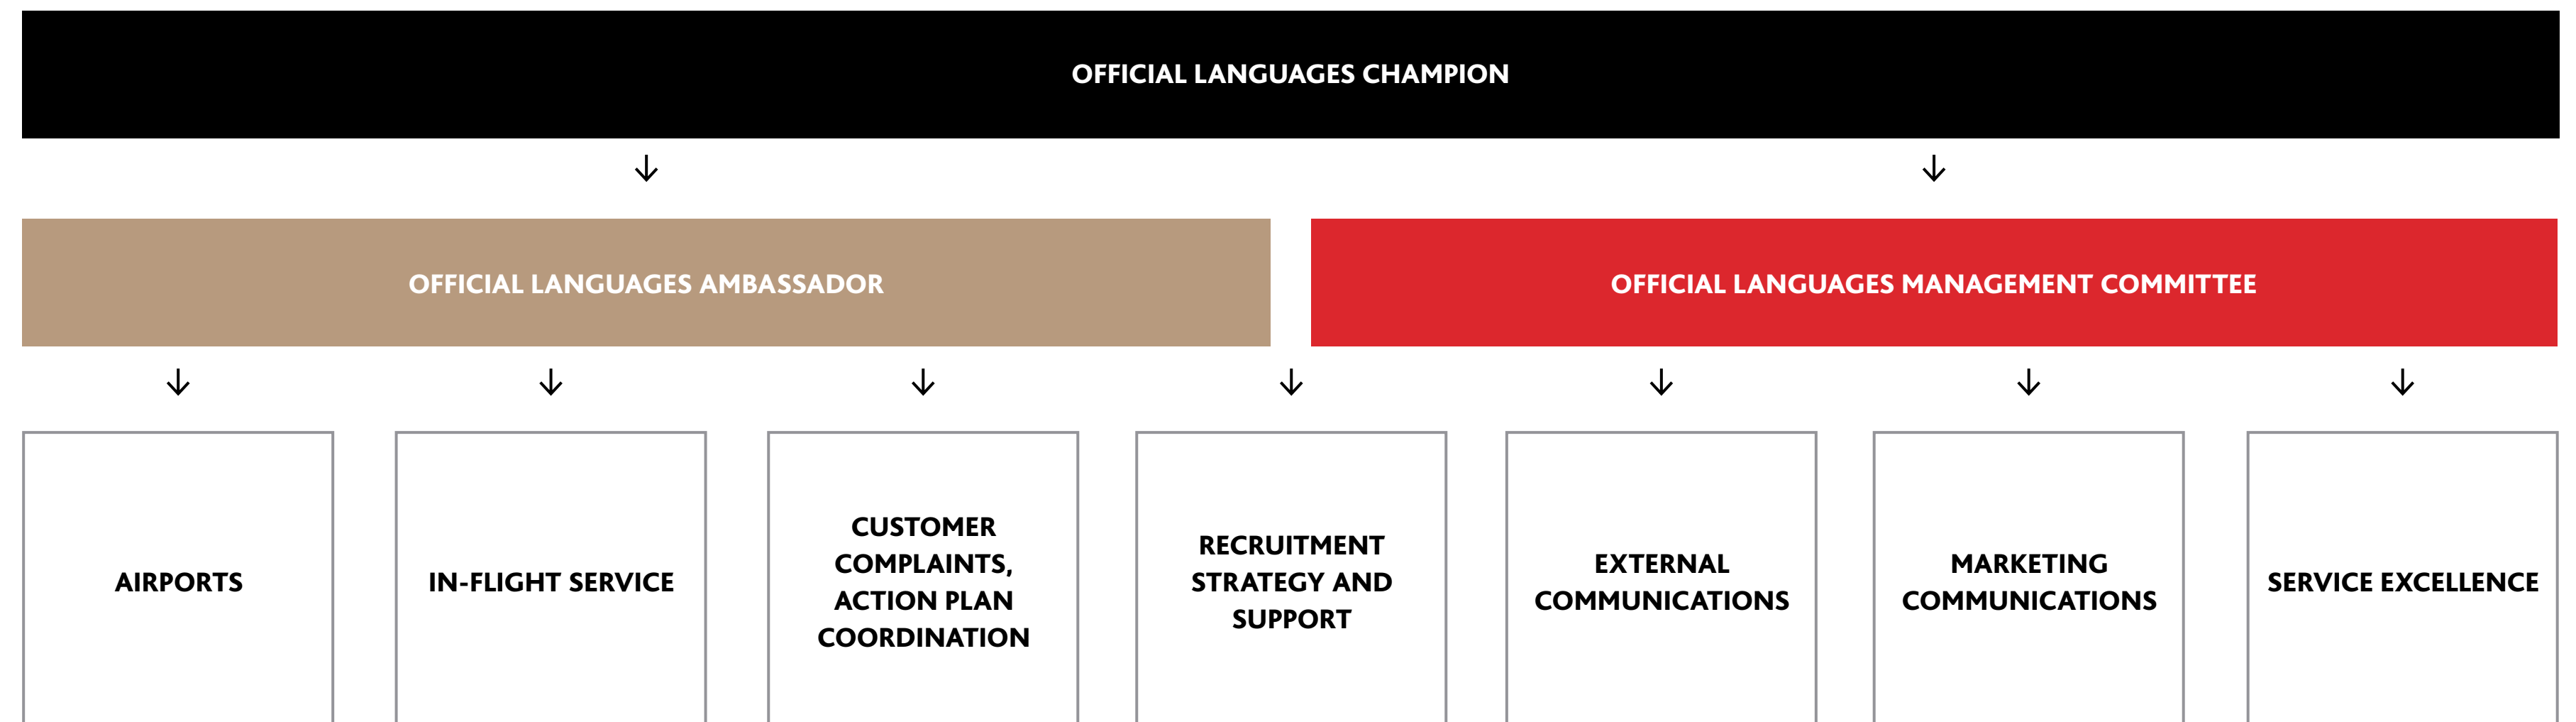 OFFICIAL LANGUAGES CHAMPION
OFFICIAL LANGUAGES AMBASSADOR
OFFICIAL LANGUAGES MANAGEMENT COMMITTEE
AIRPORTS
IN-FLIGHT SERVICE
CUSTOMER
COMPLAINTS,
ACTION PLAN
COORDINATION
RECRUITMENT
STRATEGY AND
SUPPORT
EXTERNAL
COMMUNICATIONS
MARKETING
COMMUNICATIONS
SERVICE EXCELLENCE